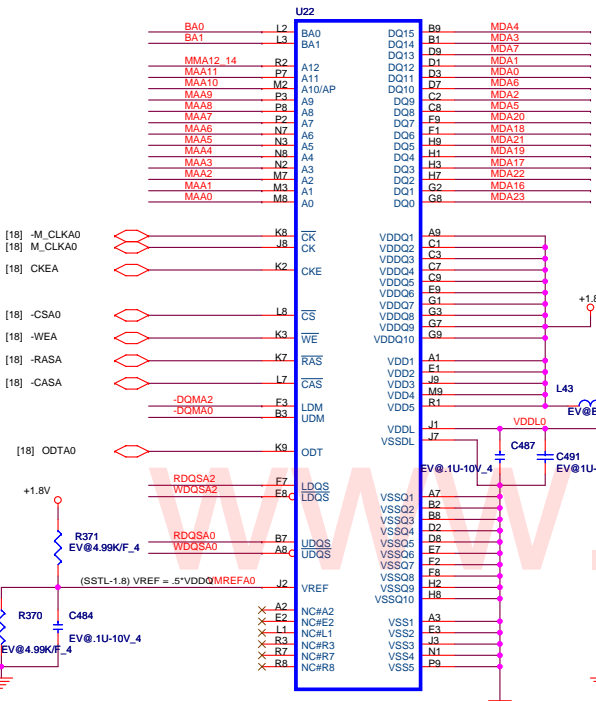 U22
BA0 L2 BA0 DQ15 B9 MDA4
BA1 L3 BA1 DQ14 B1 MDA3
DQ13 D9 MDA7
MMA12_14 R2 A12 DQ12 D1 MDA1
MAA11 P7 A11 DQ11 D3 MDA0
MAA10 M2 A10/AP DQ10 D7 MDA6
MAA9 P3 A9 DQ9 C2 MDA2
MAA8 P8 A8 DQ8 C8 MDA5
MAA7 P2 A7 DQ7 F9 MDA20
MAA6 N7 A6 DQ6 F1 MDA18
MAA5 N3 A5 DQ5 H9 MDA21
MAA4 N8 A4 DQ4 H1 MDA19
MAA3 N2 A3 DQ3 H3 MDA17
MAA2 M7 A2 DQ2 H7 MDA22
MAA1 M3 A1 DQ1 G2 MDA16
MAA0 M8 A0 DQ0 G8 MDA23
[18] -M_CLKA0 K8 CK VDDQ1 A9
[18] M_CLKA0 J8 CK VDDQ2 C1
VDDQ3 C3
[18] CKEA K2 CKE VDDQ4 C7
VDDQ5 C9
VDDQ6 E9
VDDQ7 G1
[18] -CSA0 L8 CS VDDQ8 G3
VDDQ9 G7
[18] -WEA K3 WE VDDQ10 G9
+1.8
[18] -RASA K7 RAS VDD1 A1
VDD2 E1
[18] -CASA L7 CAS VDD3 J9
VDD4 M9
-DQMA2 F3 LDM VDD5 R1
L43
EV@B
-DQMA0 B3 UDM
VDDL J1 VDDL0
VSSDL J7
[18] ODTA0 K9 ODT
C487
EV@.1U-10V_4
C491
EV@1U-
RDQSA2 F7 LDQS
WDQSA2 E8 LDQS VSSQ1 A7
VSSQ2 B2
VSSQ3 B8
VSSQ4 D2
RDQSA0 B7 UDQS VSSQ5 D8
WDQSA0 A8 UDQS VSSQ6 E7
VSSQ7 F2
VSSQ8 F8
+1.8V
R371
EV@4.99K/F_4
(SSTL-1.8) VREF = .5*VDDQ VMREFA0 J2 VREF VSSQ9 H2
VSSQ10 H8
R370
EV@4.99K/F_4
C484
EV@.1U-10V_4
NC#A2 A2
NC#E2 E2 VSS1 A3
NC#L1 L1 VSS2 E3
NC#R3 R3 VSS3 J3
NC#R7 R7 VSS4 N1
NC#R8 R8 VSS5 P9
WWW.